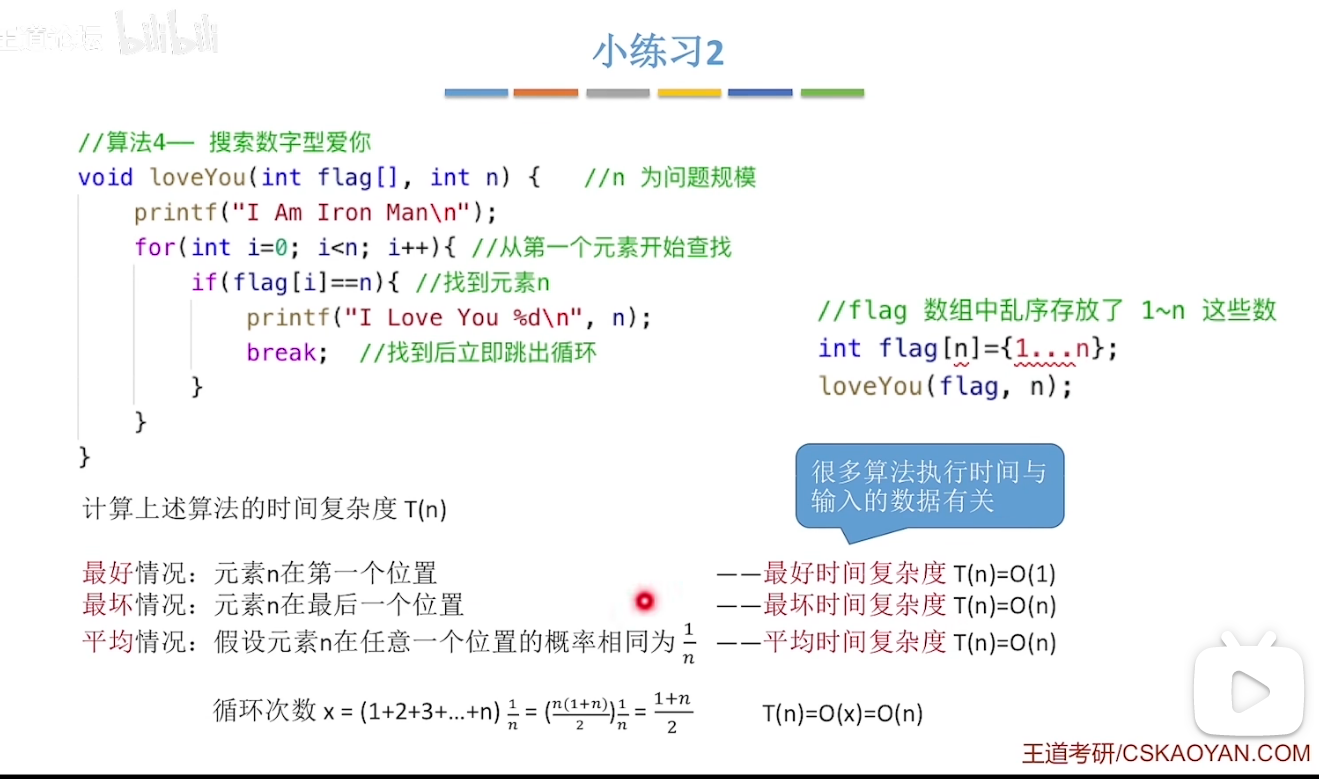 王道论坛 bilibili
小练习2
//算法4—— 搜索数字型爱你
void loveYou(int flag[], int n) {   //n 为问题规模
    printf("I Am Iron Man\n");
    for(int i=0; i<n; i++){ //从第一个元素开始查找
        if(flag[i]==n){ //找到元素n
            printf("I Love You %d\n", n);
            break;  //找到后立即跳出循环
        }
    }
}
//flag 数组中乱序存放了 1~n 这些数
int flag[n]={1...n};
loveYou(flag, n);
很多算法执行时间与
输入的数据有关
计算上述算法的时间复杂度 T(n)
最好情况：元素n在第一个位置 ——最好时间复杂度 T(n)=O(1)
最坏情况：元素n在最后一个位置 ——最坏时间复杂度 T(n)=O(n)
平均情况：假设元素n在任意一个位置的概率相同为 1/n ——平均时间复杂度 T(n)=O(n)
循环次数 x = (1+2+3+...+n) 1/n = (n(1+n)/2) 1/n = (1+n)/2 T(n)=O(x)=O(n)
王道考研/CSKAOYAN.COM